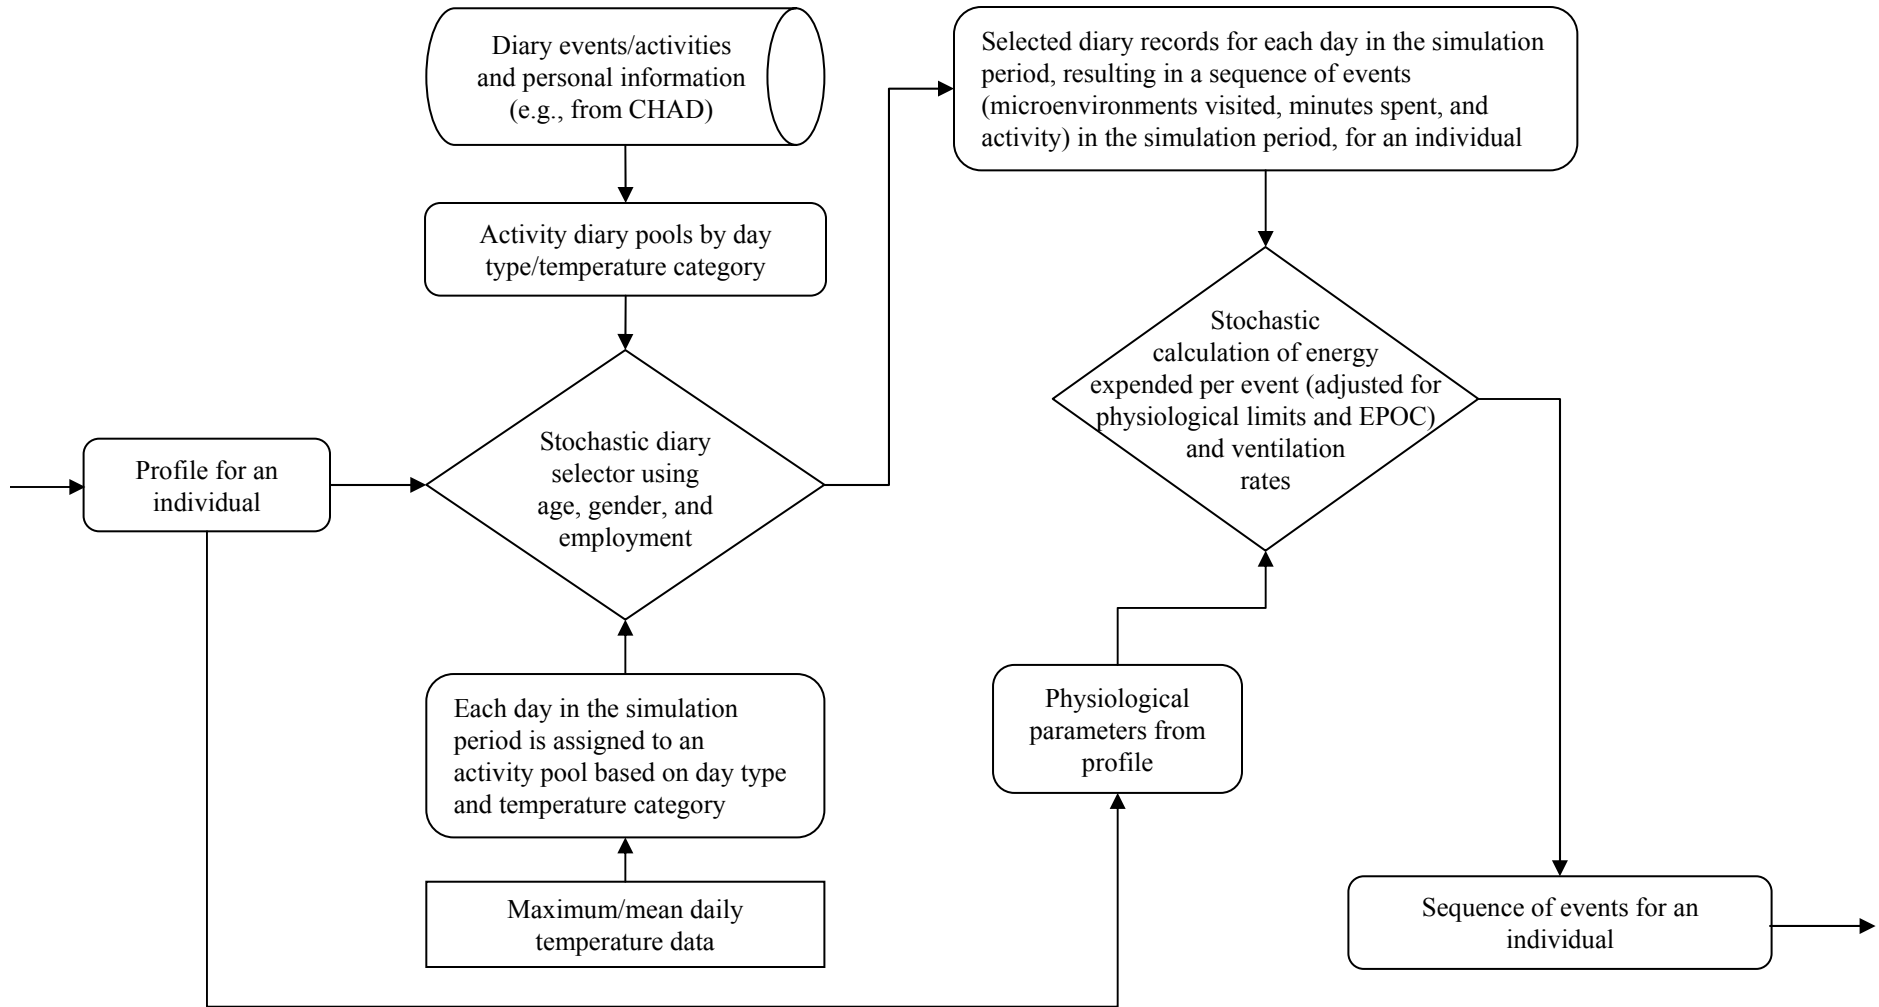 Diary events/activities
and personal information
(e.g., from CHAD)
Selected diary records for each day in the simulation
period, resulting in a sequence of events
(microenvironments visited, minutes spent, and
activity) in the simulation period, for an individual
Activity diary pools by day
type/temperature category
Stochastic
calculation of energy
expended per event (adjusted for
physiological limits and EPOC)
and ventilation
rates
Profile for an
individual
Stochastic diary
selector using
age, gender, and
employment
Each day in the simulation
period is assigned to an
activity pool based on day type
and temperature category
Physiological
parameters from
profile
Maximum/mean daily
temperature data
Sequence of events for an
individual